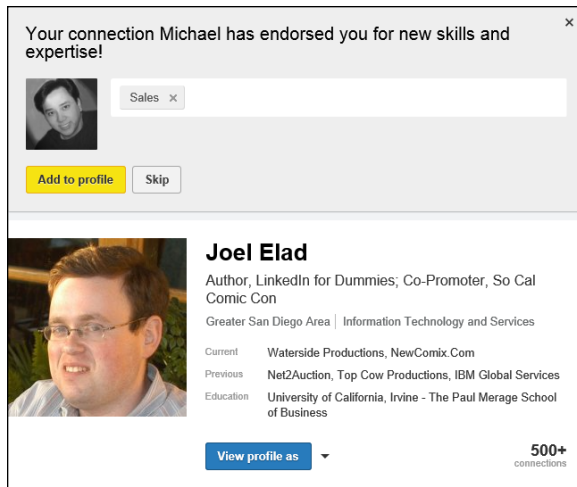 Your connection Michael has endorsed you for new skills and
expertise!
×
Sales ×
Add to profile
Skip
Joel Elad
Author, LinkedIn for Dummies; Co-Promoter, So Cal
Comic Con
Greater San Diego Area | Information Technology and Services
Current Waterside Productions, NewComix.Com
Previous Net2Auction, Top Cow Productions, IBM Global Services
Education University of California, Irvine - The Paul Merage School
of Business
View profile as
500+
connections